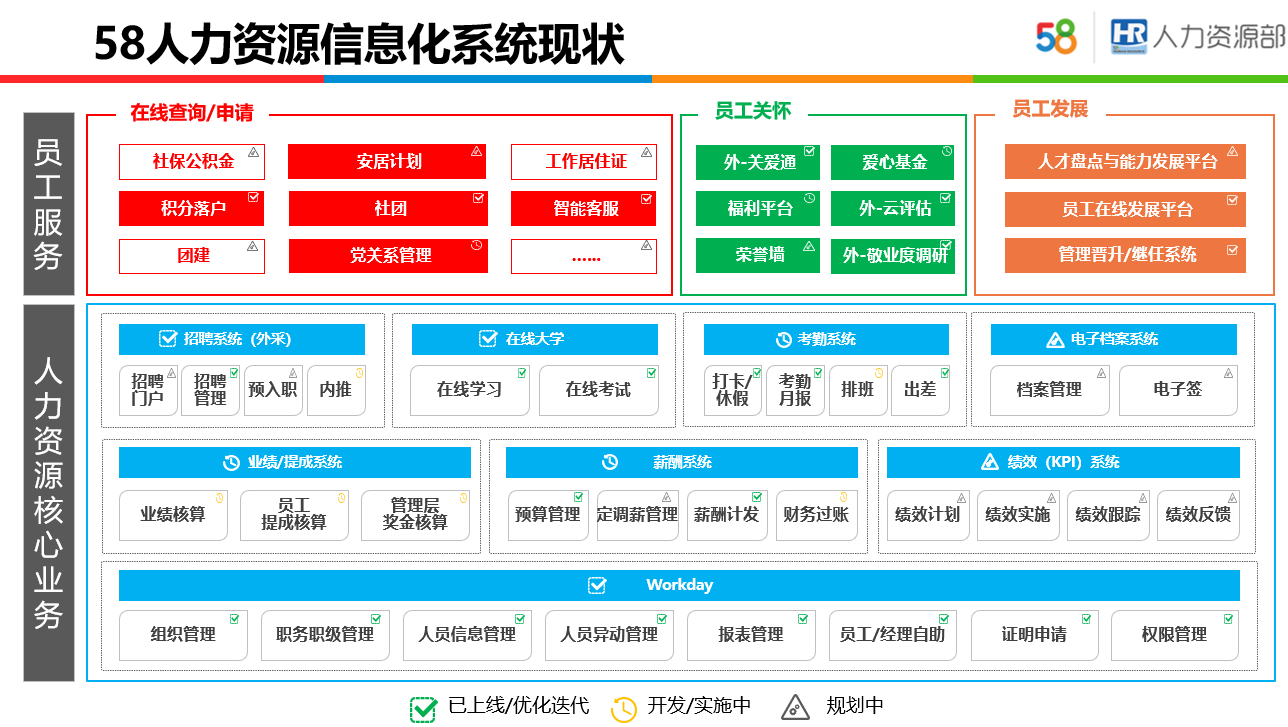 58人力资源信息化系统现状
58
HR
人力资源部
员工服务
在线查询/申请
社保公积金
安居计划
工作居住证
积分落户
社团
智能客服
团建
党关系管理
......
员工关怀
外-关爱通
爱心基金
福利平台
外-云评估
荣誉墙
外-敬业度调研
员工发展
人才盘点与能力发展平台
员工在线发展平台
管理晋升/继任系统
人力资源核心业务
招聘系统（外采）
招聘
门户
招聘
管理
预入职
内推
在线大学
在线学习
在线考试
考勤系统
打卡/
休假
考勤
月报
排班
出差
电子档案系统
档案管理
电子签
业绩/提成系统
业绩核算
员工
提成核算
管理层
奖金核算
薪酬系统
预算管理
定调薪管理
薪酬计发
财务过账
绩效（KPI）系统
绩效计划
绩效实施
绩效跟踪
绩效反馈
Workday
组织管理
职务职级管理
人员信息管理
人员异动管理
报表管理
员工/经理自助
证明申请
权限管理
已上线/优化迭代
开发/实施中
规划中